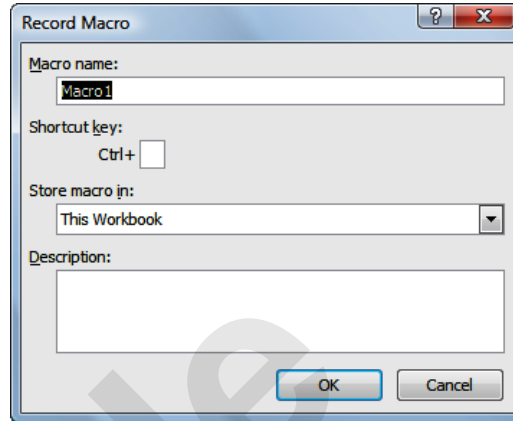 Record Macro
?
Macro name:
Macro1
Shortcut key:
Ctrl+
Store macro in:
This Workbook
Description:
OK Cancel